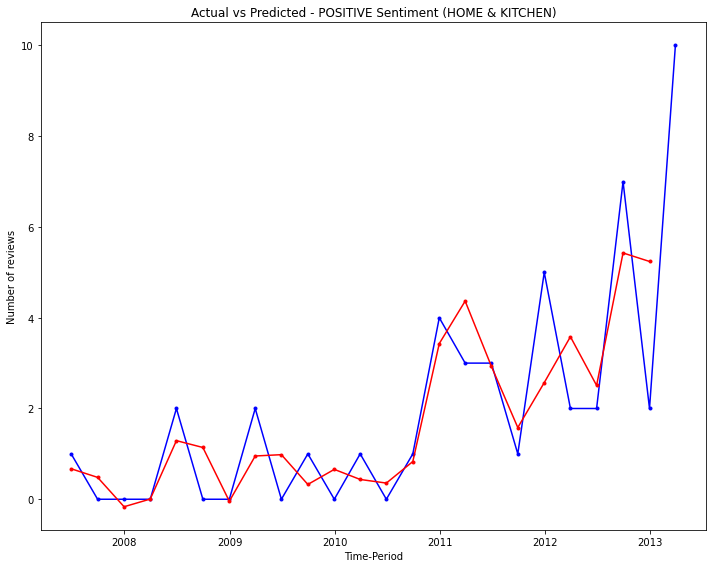 Actual vs Predicted - POSITIVE Sentiment (HOME & KITCHEN)
10
8
6
4
2
0
Number of reviews
2008 2009 2010 2011 2012 2013
Time-Period